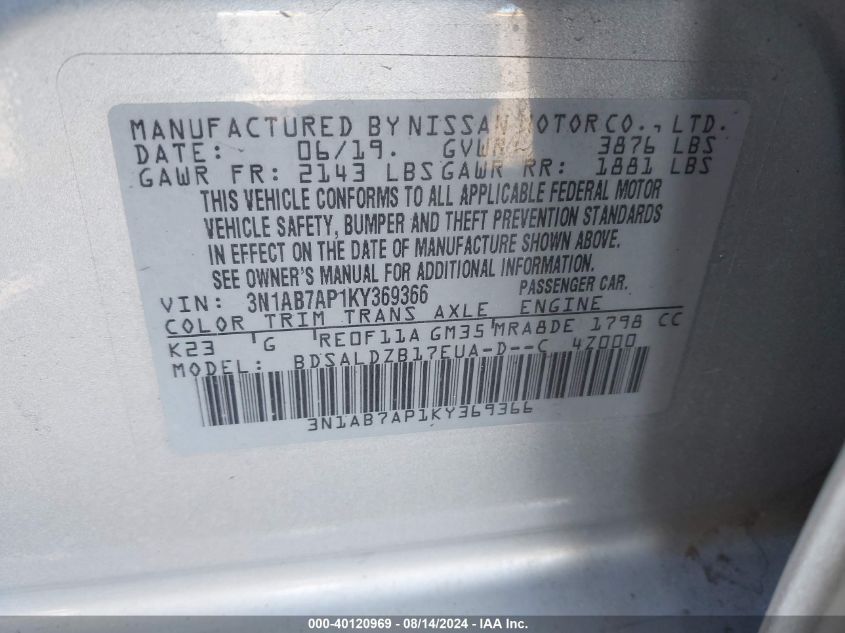 MANUFACTURED BY NISSAN MOTOR CO., LTD.
DATE: 06/19. GVWR: 3876 LBS
GAWR FR: 2143 LBS GAWR RR: 1881 LBS
THIS VEHICLE CONFORMS TO ALL APPLICABLE FEDERAL MOTOR
VEHICLE SAFETY, BUMPER AND THEFT PREVENTION STANDARDS
IN EFFECT ON THE DATE OF MANUFACTURE SHOWN ABOVE.
SEE OWNER'S MANUAL FOR ADDITIONAL INFORMATION.
VIN: 3N1AB7AP1KY369366 PASSENGER CAR.
COLOR TRIM TRANS AXLE ENGINE
K23 G RE0F11A GM35 MRA8DE 1798 CC
MODEL: BDSALDZB17EUA-D--C 4Z000
3N1AB7AP1KY369366
000-40120969 - 08/14/2024 - IAA Inc.